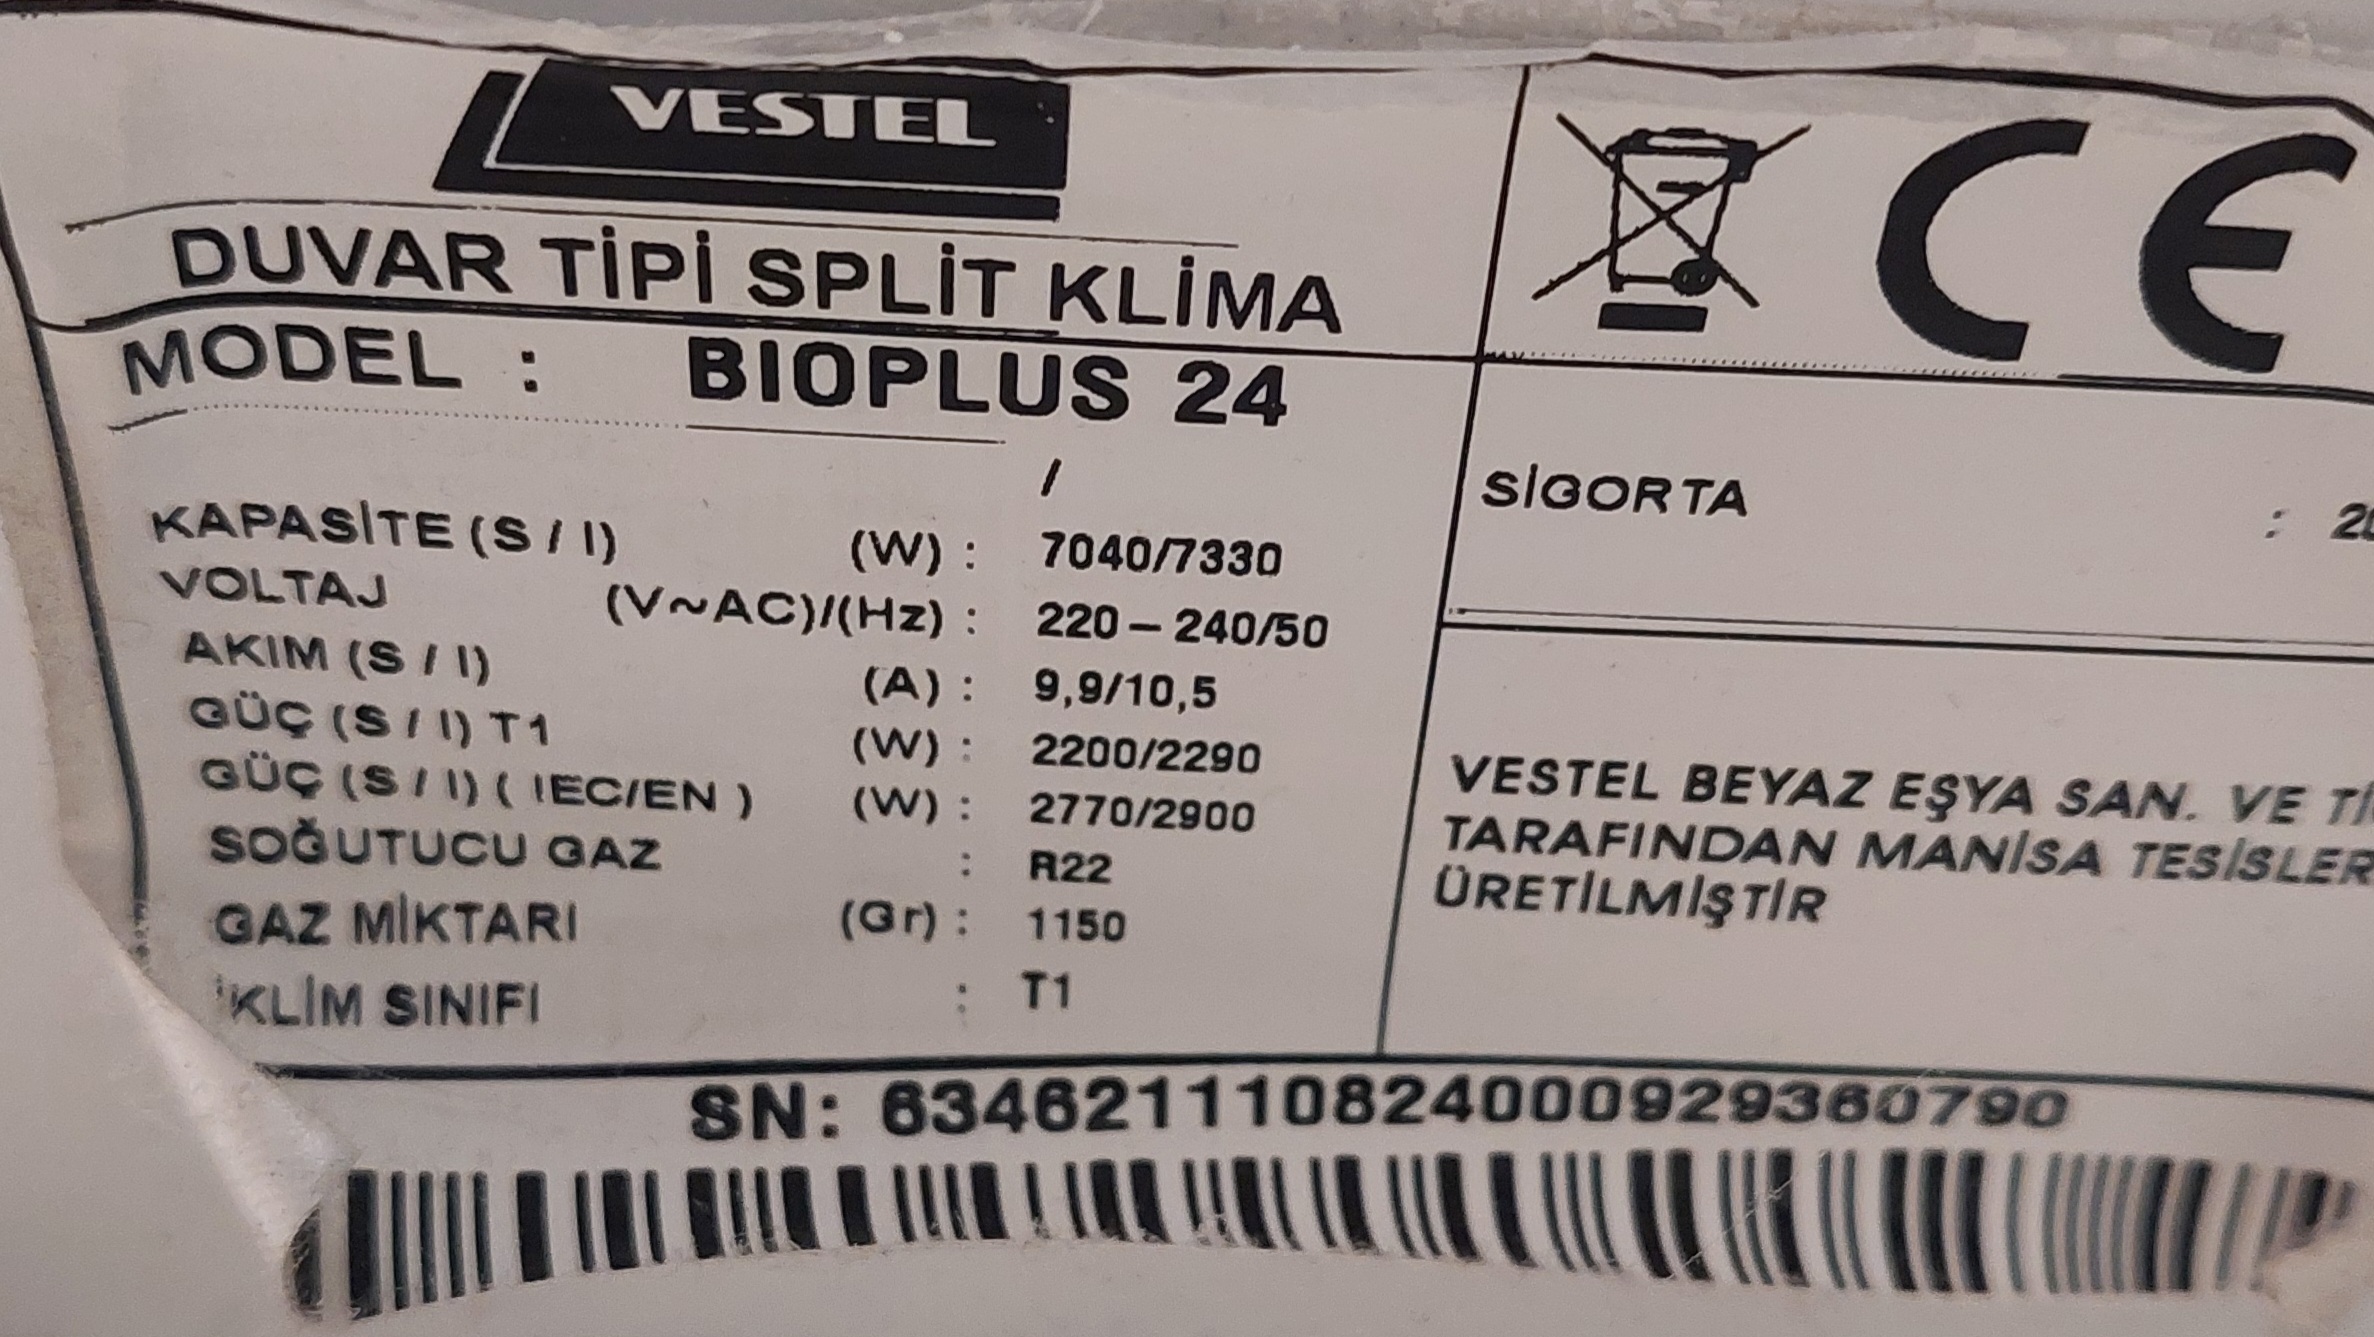 VESTEL
DUVAR TİPİ SPLİT KLİMA
MODEL : BIOPLUS 24
/
KAPASİTE (S / I) (W) : 7040/7330
VOLTAJ (V~AC)/(Hz) : 220 – 240/50
AKIM (S / I) (A) : 9,9/10,5
GÜÇ (S / I) T1 (W) : 2200/2290
GÜÇ (S / I) ( IEC/EN ) (W) : 2770/2900
SOĞUTUCU GAZ : R22
GAZ MİKTARI (Gr) : 1150
İKLİM SINIFI : T1
CE
SİGORTA :
VESTEL BEYAZ EŞYA SAN. VE
TARAFINDAN MANİSA
ÜRETİLMİŞTİR
SN: 6346211108240009293​60790